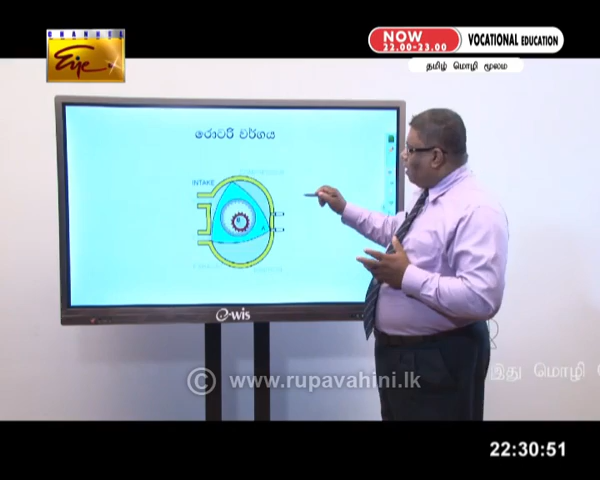 CHANNEL
Eye
NOW
22.00-23.00
VOCATIONAL EDUCATION
தமிழ் மொழி மூலம
රොටරි වර්ගය
INTAKE
e-wis
© www.rupavahini.lk
இது மொழி
22:30:51